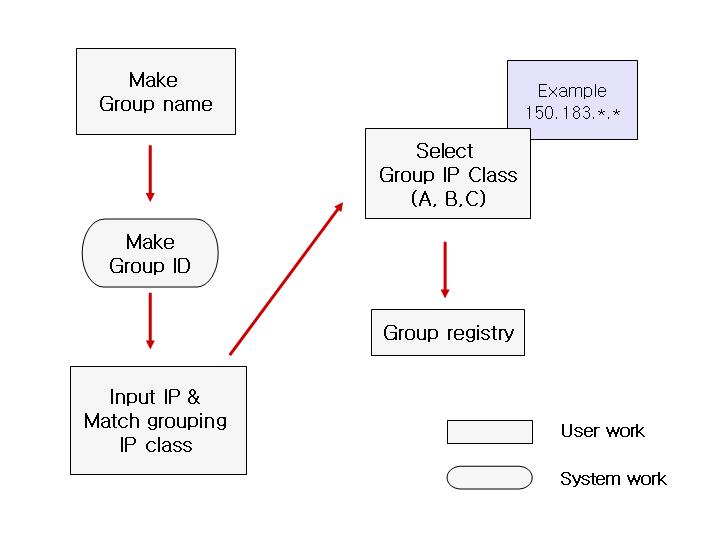 Make
Group name
Make
Group ID
Input IP &
Match grouping
IP class
Example
150.183.*.*
Select
Group IP Class
(A, B,C)
Group registry
User work
System work